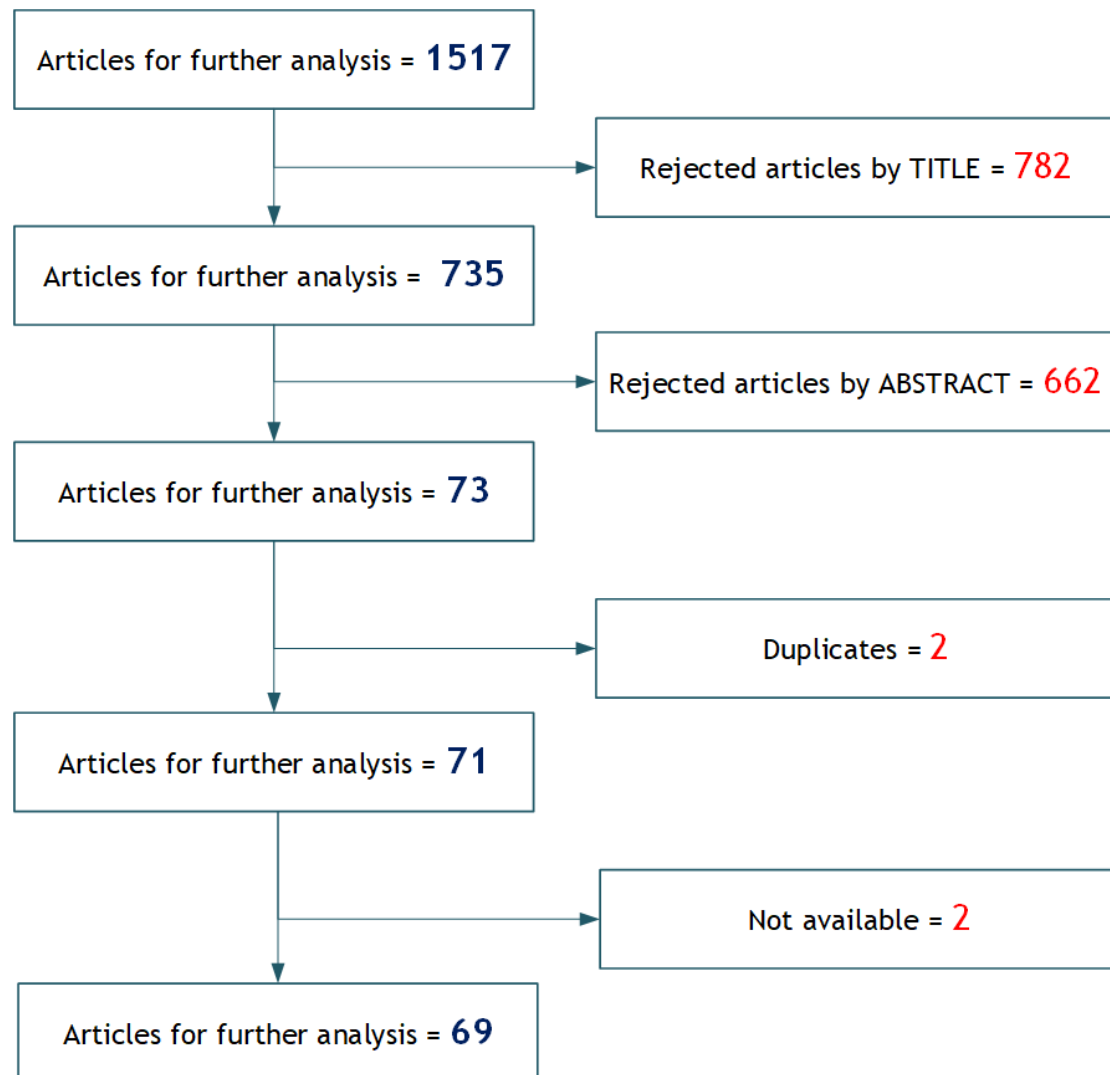 Articles for further analysis = 1517
Rejected articles by TITLE = 782
Articles for further analysis = 735
Rejected articles by ABSTRACT = 662
Articles for further analysis = 73
Duplicates = 2
Articles for further analysis = 71
Not available = 2
Articles for further analysis = 69